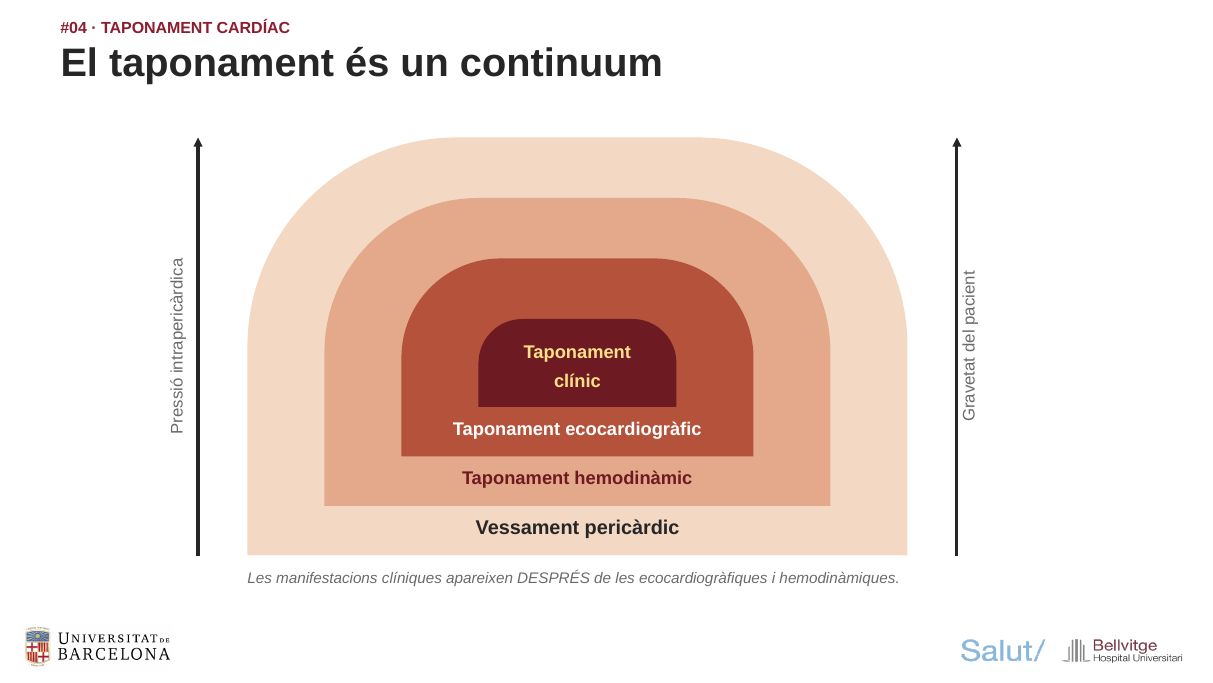 #04 · TAPONAMENT CARDÍAC
El taponament és un continuum
Pressió intrapericàrdica
Gravetat del pacient
Taponament
clínic
Taponament ecocardiogràfic
Taponament hemodinàmic
Vessament pericàrdic
Les manifestacions clíniques apareixen DESPRÉS de les ecocardiogràfiques i hemodinàmiques.
UNIVERSITAT DE
BARCELONA
Salut/
Bellvitge
Hospital Universitari